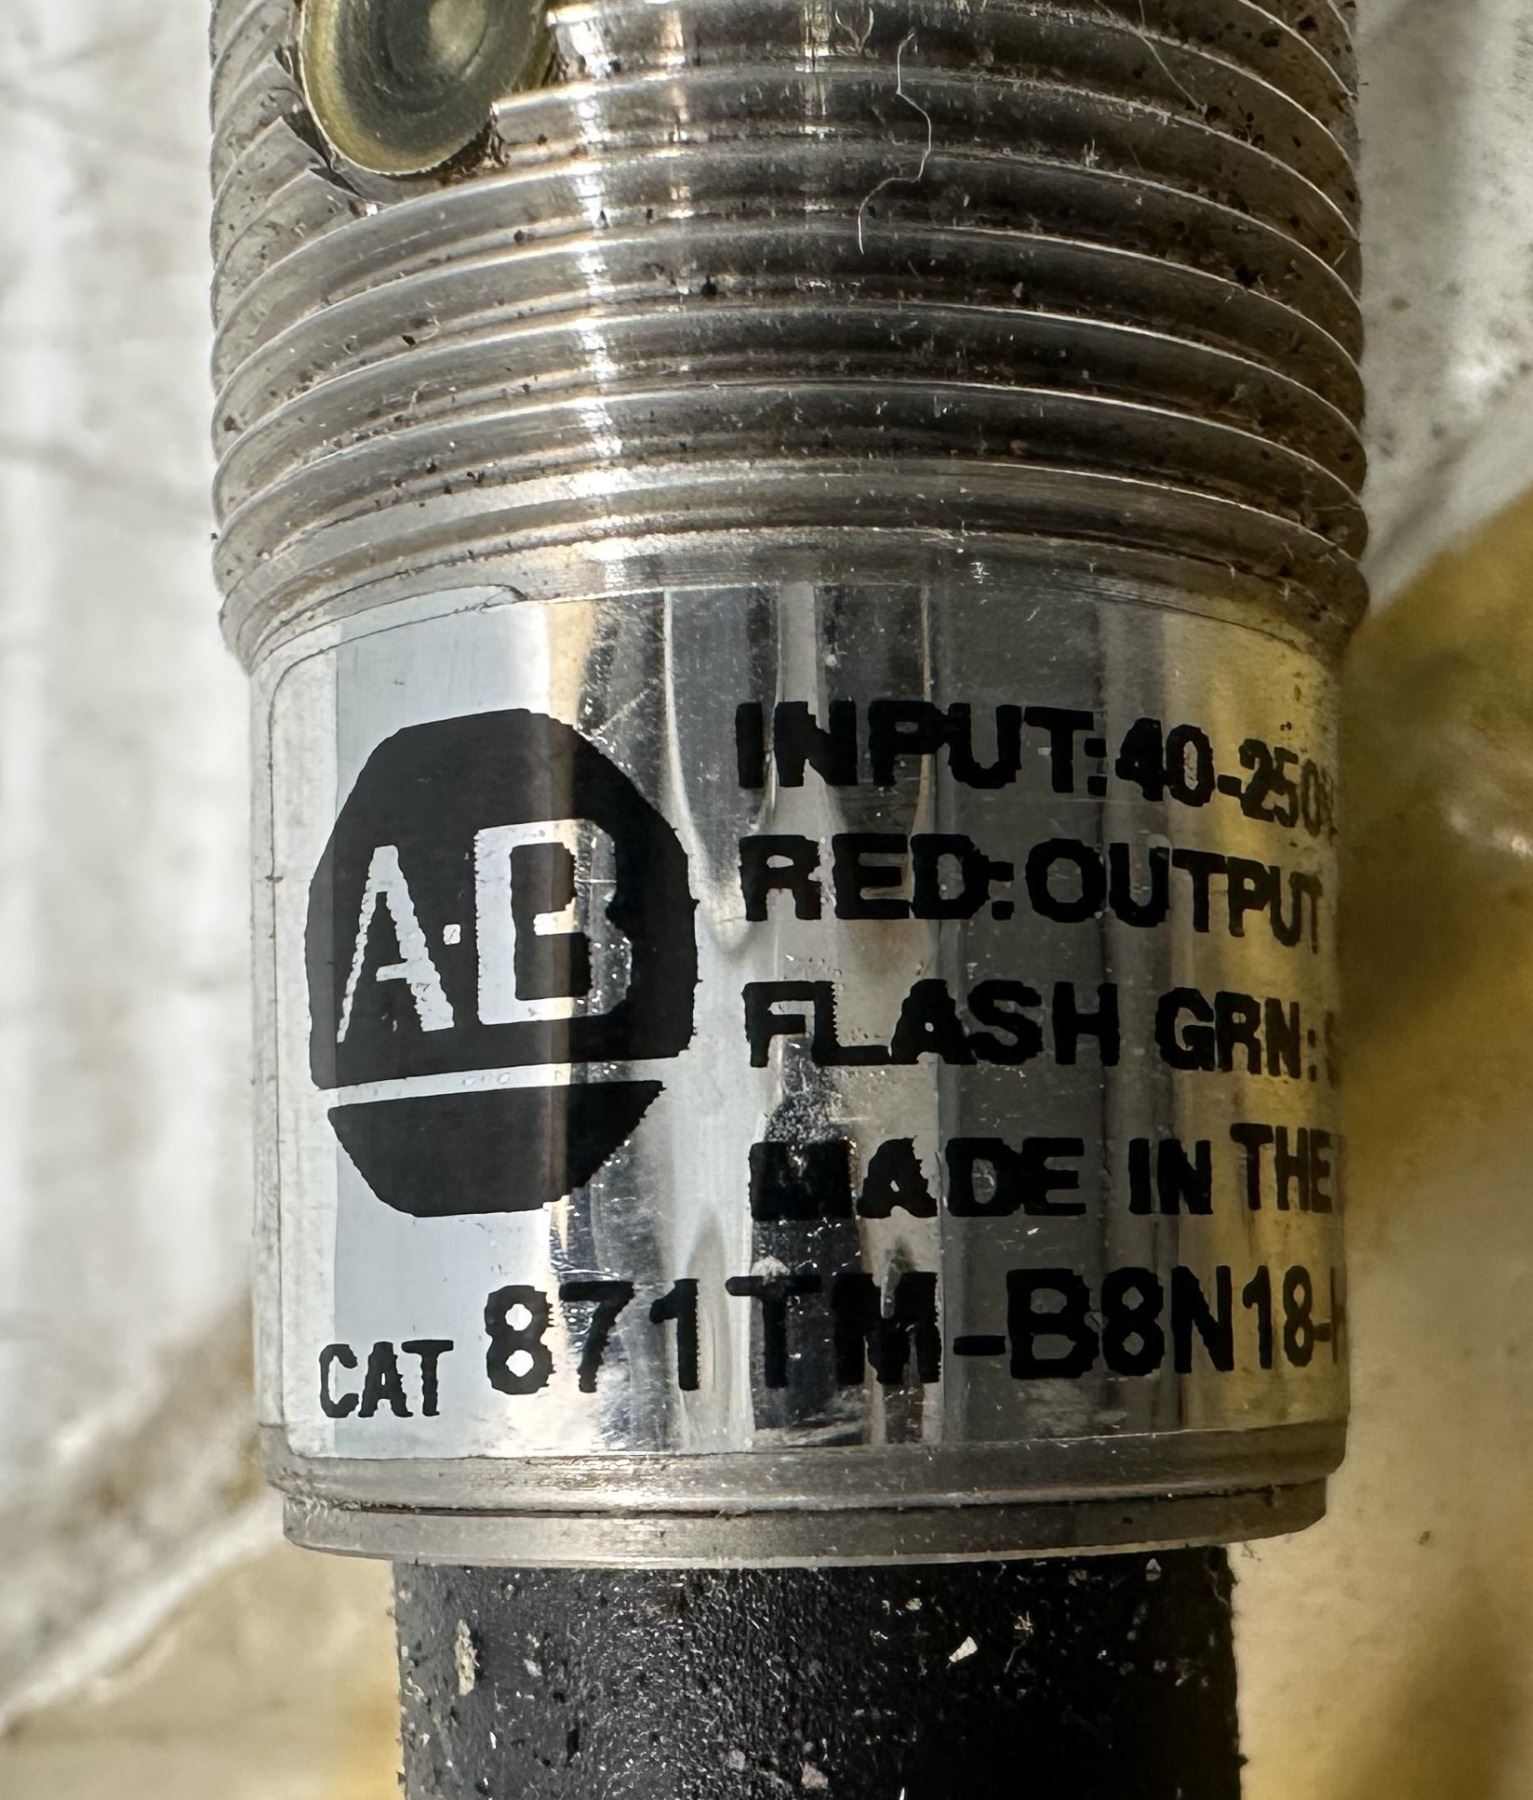 A·B
INPUT:40-250
RED:OUTPUT
FLASH GRN:
MADE IN THE
CAT 871TM-B8N18-